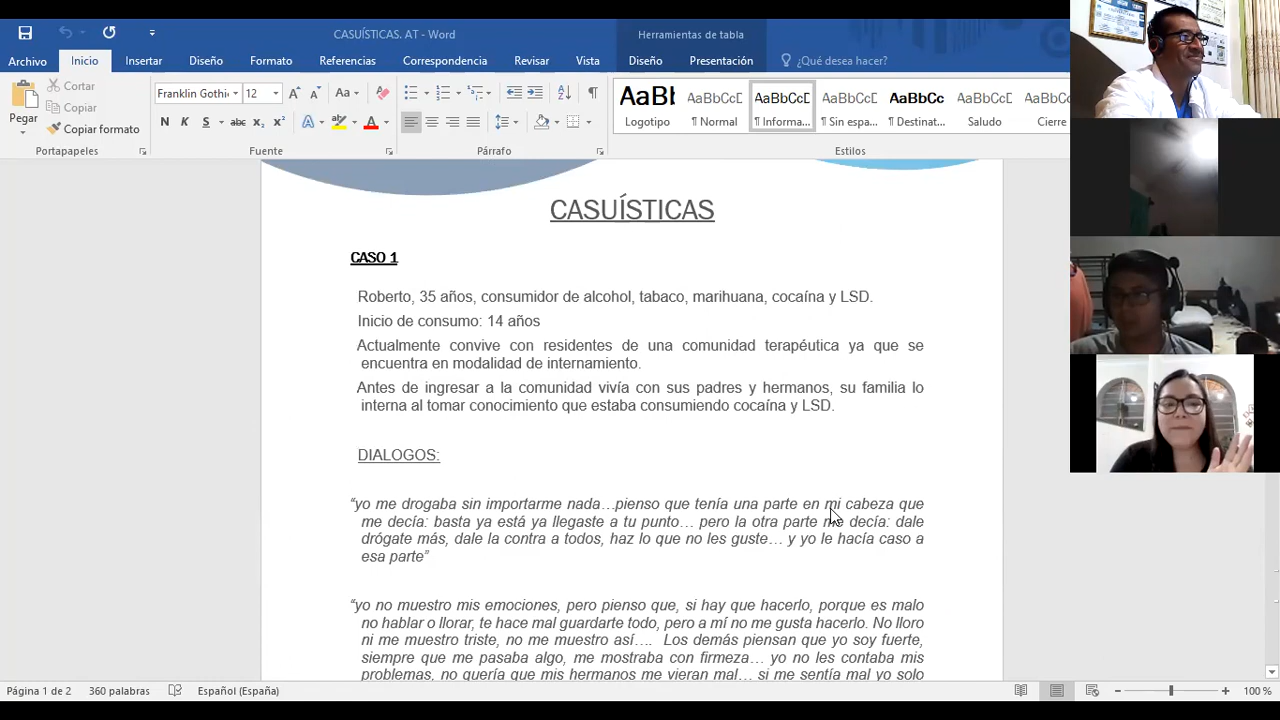 CASUÍSTICAS. AT - Word
Herramientas de tabla
Archivo Inicio Insertar Diseño Formato Referencias Correspondencia Revisar Vista Diseño Presentación ¿Qué desea hacer?
Pegar
Cortar
Copiar
Copiar formato
Franklin Gothic 12 Aa
N K S abc x₂ x² A A
AaBb AaBbCcDc AaBbCcD AaBbCcDc AaBbCc AaBbCcDc AaBbCcDc
Logotipo ¶ Normal ¶ Informa... ¶ Sin espa... ¶ Destinat... Saludo Cierre
Portapapeles Fuente Párrafo Estilos
CASUÍSTICAS
CASO 1
Roberto, 35 años, consumidor de alcohol, tabaco, marihuana, cocaína y LSD.
Inicio de consumo: 14 años
Actualmente convive con residentes de una comunidad terapéutica ya que se
encuentra en modalidad de internamiento.
Antes de ingresar a la comunidad vivía con sus padres y hermanos, su familia lo
interna al tomar conocimiento que estaba consumiendo cocaína y LSD.
DIALOGOS:
“yo me drogaba sin importarme nada…pienso que tenía una parte en mi cabeza que
me decía: basta ya está ya llegaste a tu punto… pero la otra parte me decía: dale
drógate más, dale la contra a todos, haz lo que no les guste… y yo le hacía caso a
esa parte”
“yo no muestro mis emociones, pero pienso que, si hay que hacerlo, porque es malo
no hablar o llorar, te hace mal guardarte todo, pero a mí no me gusta hacerlo. No lloro
ni me muestro triste, no me muestro así…. Los demás piensan que yo soy fuerte,
siempre que me pasaba algo, me mostraba con firmeza… yo no les contaba mis
problemas, no quería que mis hermanos me vieran mal… si me sentía mal yo solo
Página 1 de 2 360 palabras Español (España) 100 %